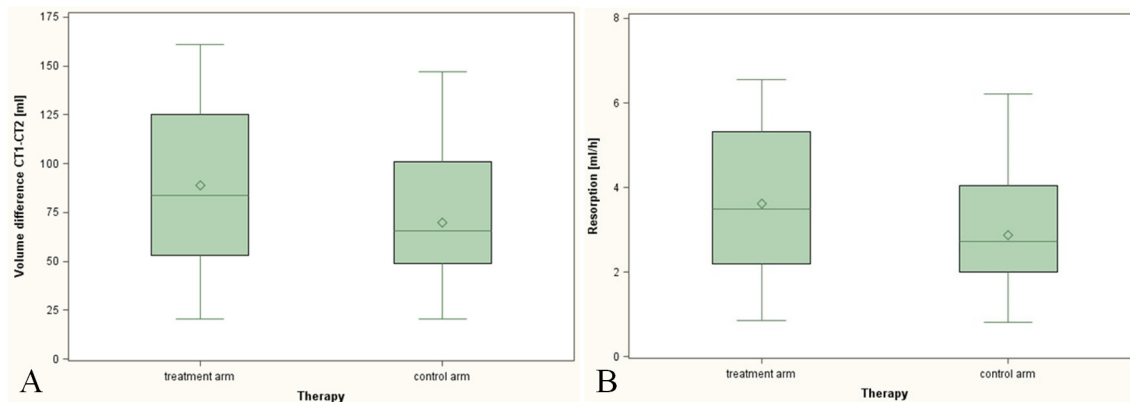 Volume difference CT1-CT2 [ml]
175
150
125
100
75
50
25
0
treatment arm control arm
Therapy
A
Resorption [ml/h]
8
6
4
2
0
treatment arm control arm
Therapy
B